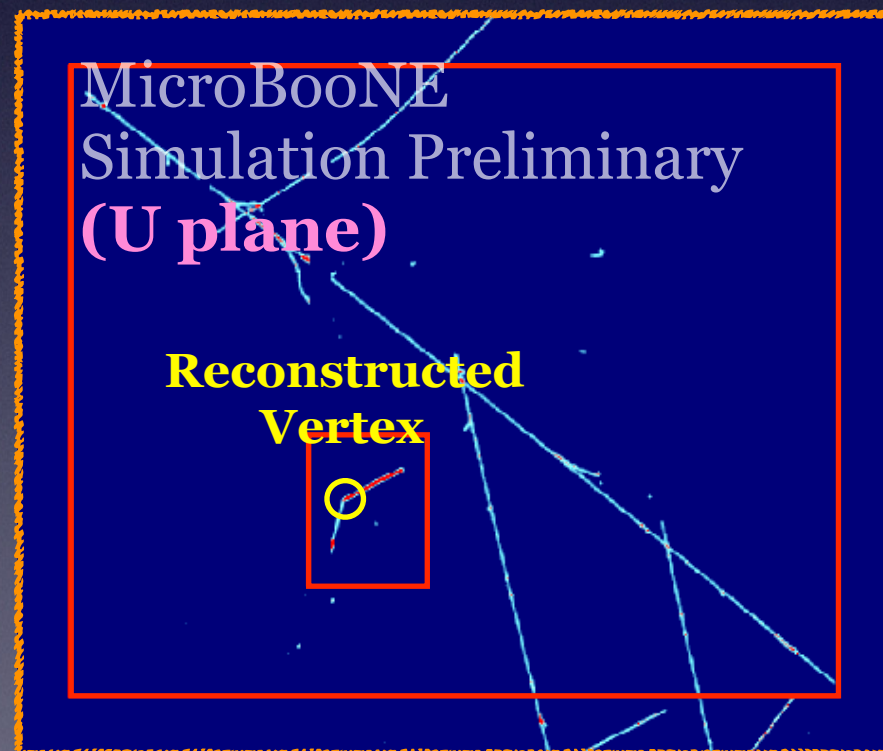 MicroBooNE
Simulation Preliminary
(U plane)
Reconstructed
Vertex